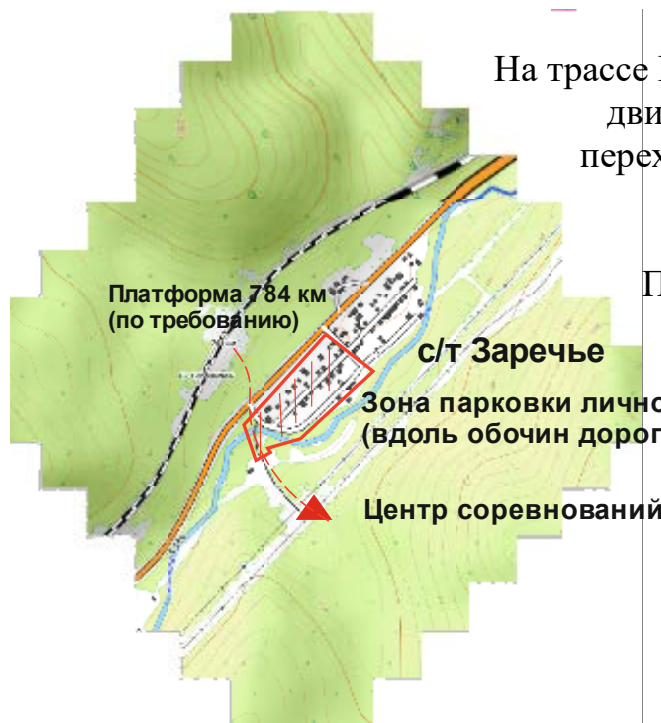 На трассе
дви
перех
П
Платформа 784 км
(по требованию)
с/т Заречье
Зона парковки лично
(вдоль обочин дорог
Центр соревнований